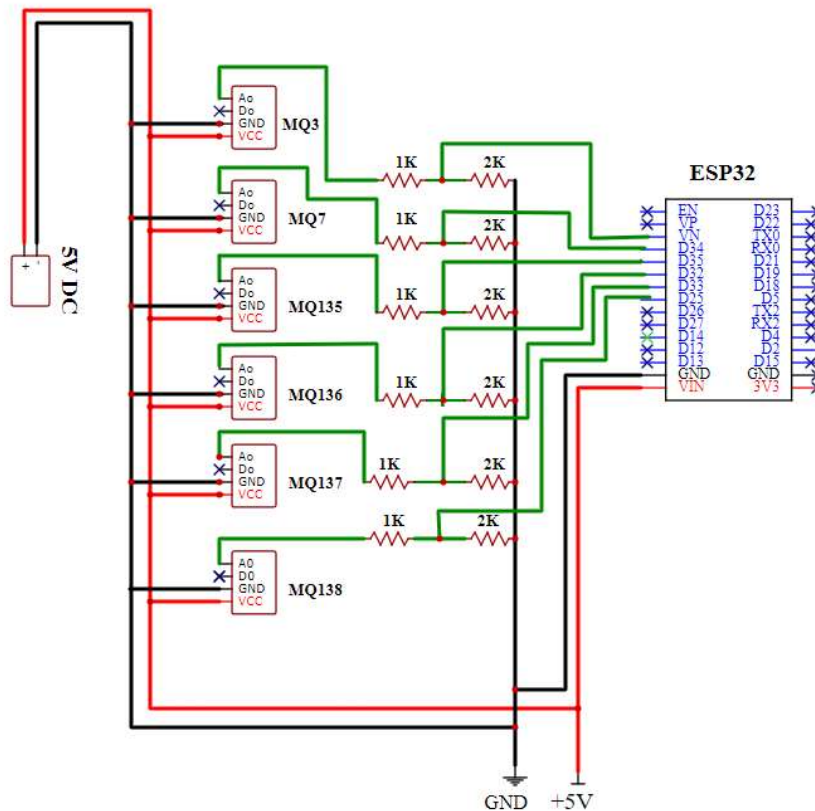 Ao
Do
GND
VCC
MQ3
1K
2K
Ao
Do
GND
VCC
MQ7
1K
2K
5V DC
+
-
Ao
Do
GND
VCC
MQ135
1K
2K
Ao
Do
GND
VCC
MQ136
1K
2K
Ao
Do
GND
VCC
MQ137
1K
2K
A0
D0
GND
VCC
MQ138
1K
2K
ESP32
EN D23
VP D22
VN TX0
D34 RX0
D35 D21
D32 D19
D33 D18
D25 D5
D26 TX2
D27 RX2
D14 D4
D12 D2
D13 D15
GND GND
VIN 3V3
GND
+5V